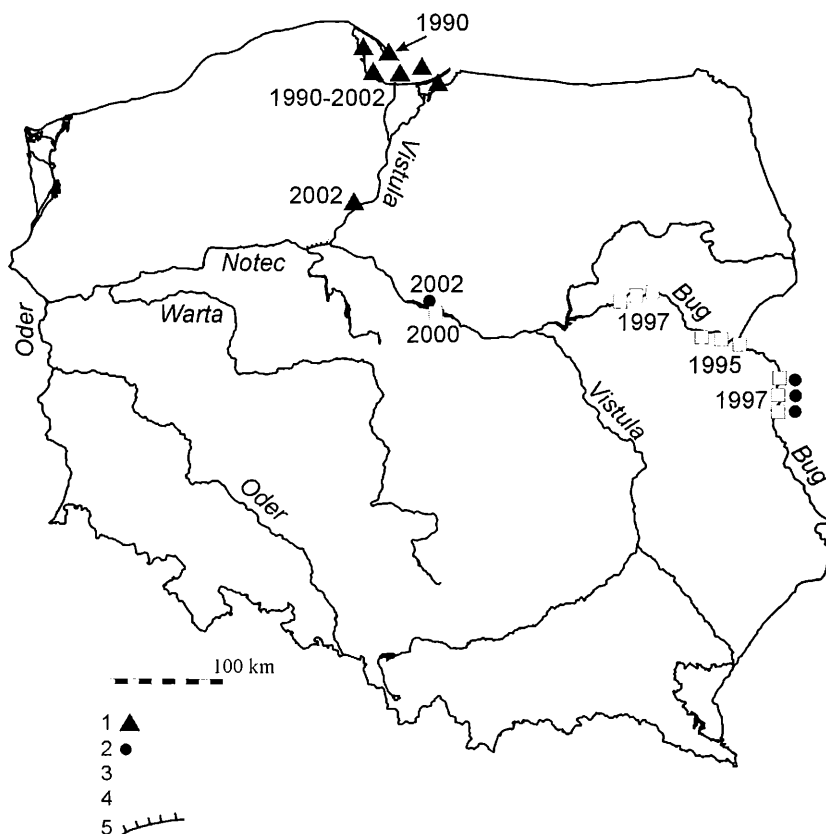 1990
1990-2002
Vistula
2002
Notec
2002
Bug
Oder
Warta
2000
1997
1995
Vistula
1997
Bug
Oder
100 km
1
2
3
4
5